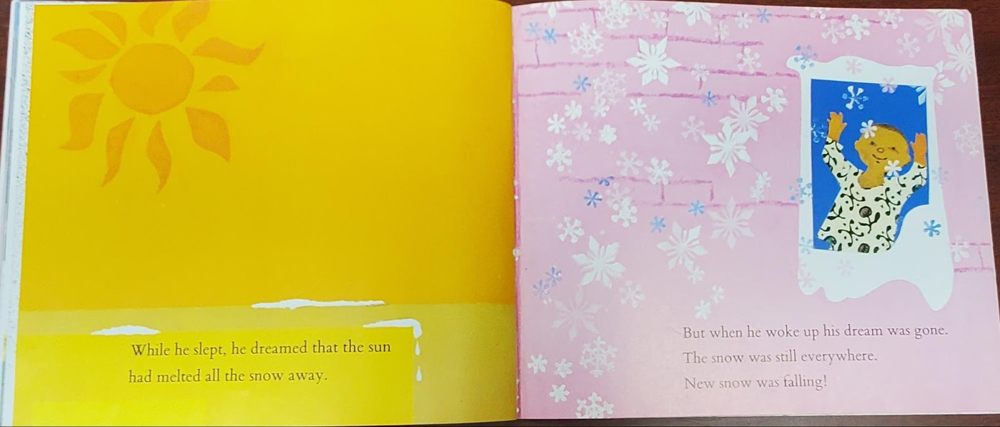 While he slept, he dreamed that the sun
had melted all the snow away.
But when he woke up his dream was gone.
The snow was still everywhere.
New snow was falling!